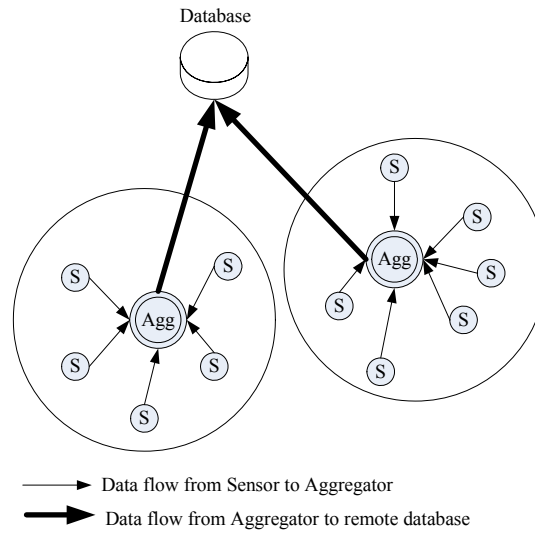 Database
S
S
S
S
S
Agg
S
S
S
S
S
Agg
S
S
S
S
Data flow from Sensor to Aggregator
Data flow from Aggregator to remote database